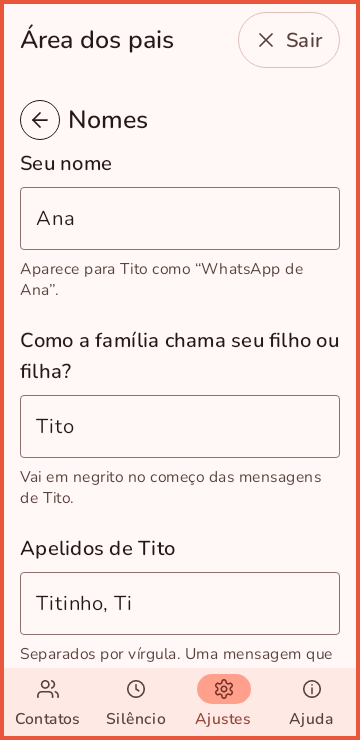 Área dos pais
Sair
Nomes
Seu nome
Ana
Aparece para Tito como “WhatsApp de
Ana”.
Como a família chama seu filho ou
filha?
Tito
Vai em negrito no começo das mensagens
de Tito.
Apelidos de Tito
Titinho, Ti
Separados por vírgula. Uma mensagem que
Contatos
Silêncio
Ajustes
Ajuda